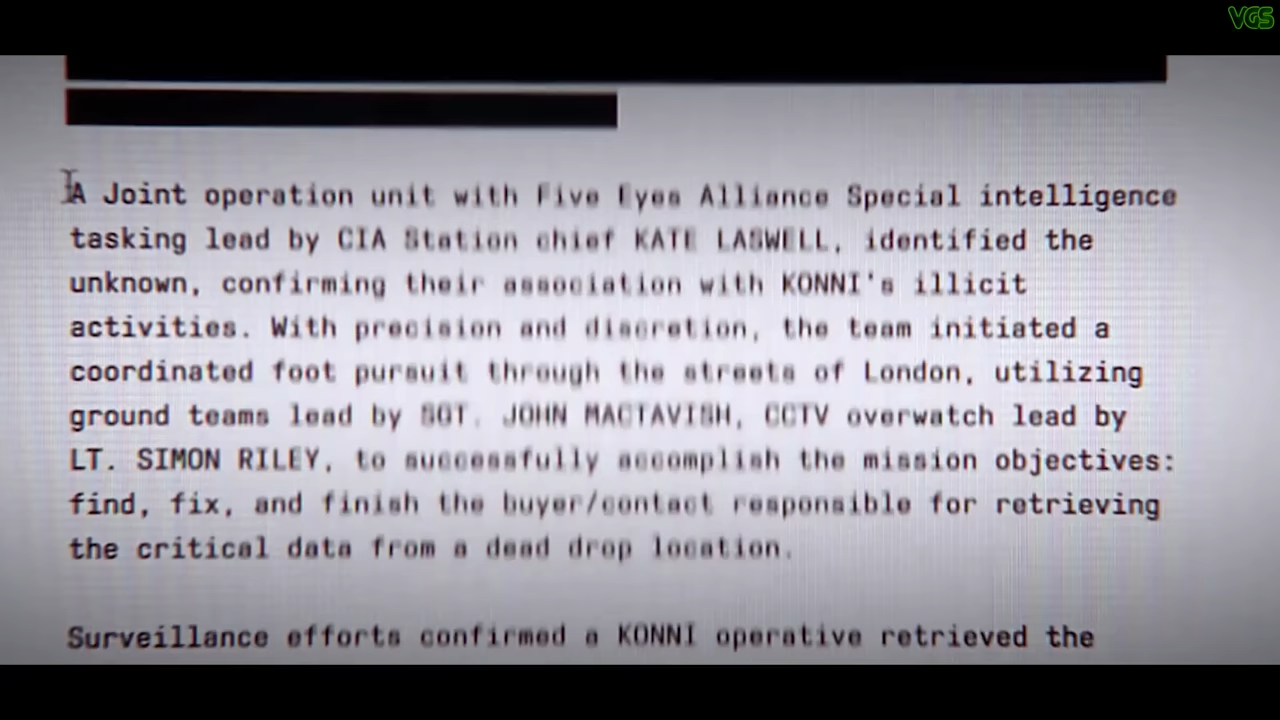 VGS
A Joint operation unit with Five Eyes Alliance Special intelligence
tasking lead by CIA Station chief KATE LASWELL, identified the
unknown, confirming their association with KONNI's illicit
activities. With precision and discretion, the team initiated a
coordinated foot pursuit through the streets of London, utilizing
ground teams lead by SGT. JOHN MACTAVISH, CCTV overwatch lead by
LT. SIMON RILEY, to successfully accomplish the mission objectives:
find, fix, and finish the buyer/contact responsible for retrieving
the critical data from a dead drop location.
Surveillance efforts confirmed a KONNI operative retrieved the